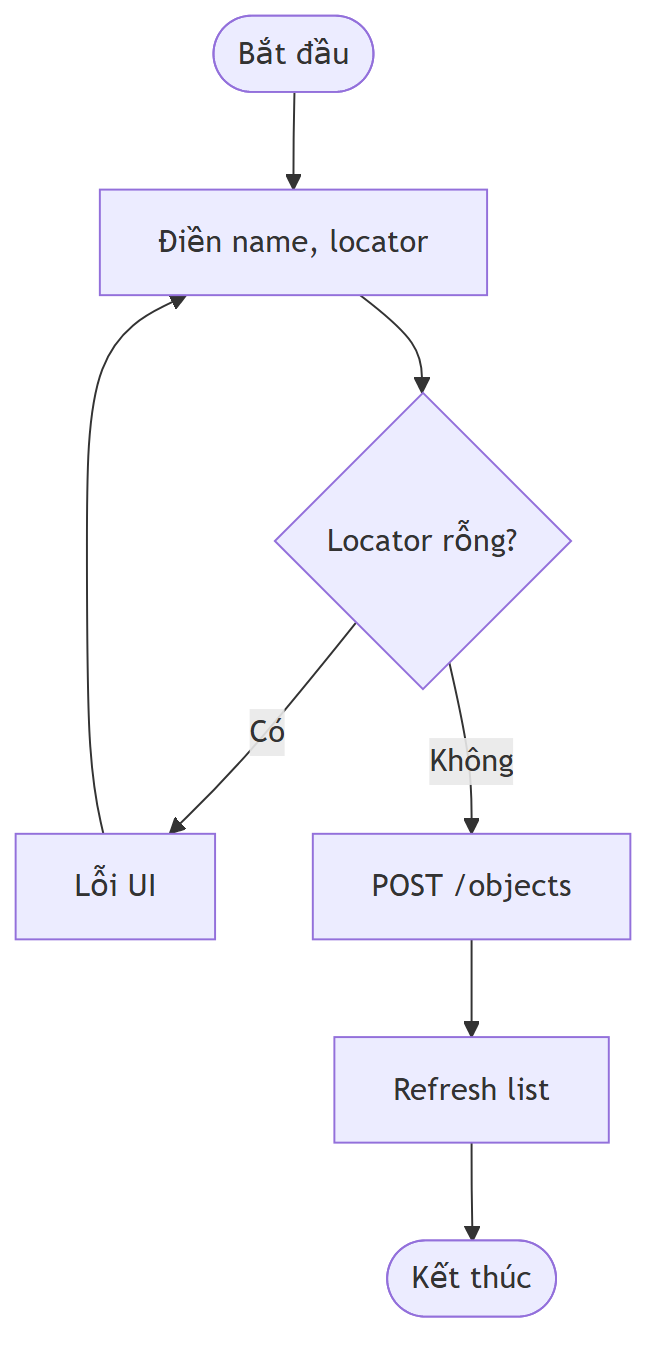 Bắt đầu
Điền name, locator
Locator rỗng?
Có
Không
Lỗi UI
POST /objects
Refresh list
Kết thúc